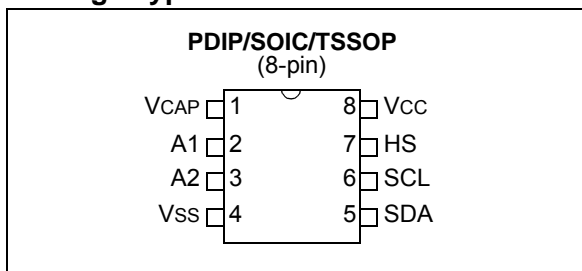 PDIP/SOIC/TSSOP
(8-pin)
VCAP 1 8 VCC
A1 2 7 HS
A2 3 6 SCL
VSS 4 5 SDA